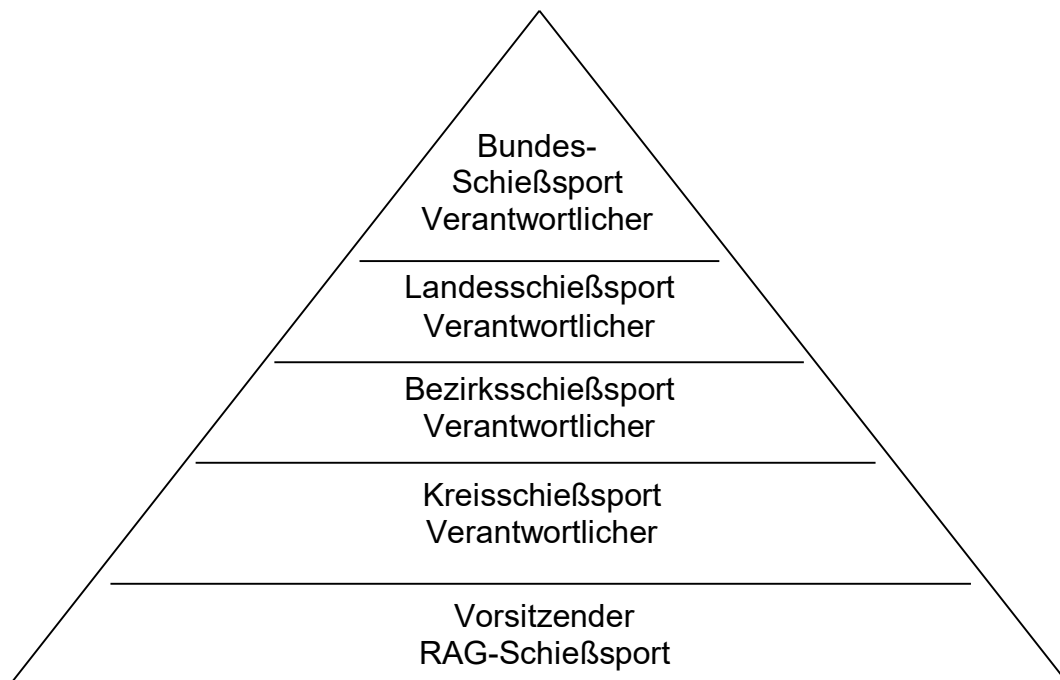 Bundes-
Schießsport
Verantwortlicher
Landesschießsport
Verantwortlicher
Bezirksschießsport
Verantwortlicher
Kreisschießsport
Verantwortlicher
Vorsitzender
RAG-Schießsport